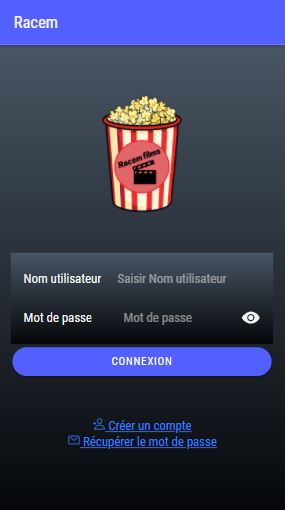 Racem
Racem films
Nom utilisateur Saisir Nom utilisateur
Mot de passe Mot de passe
CONNEXION
Créer un compte
Récupérer le mot de passe